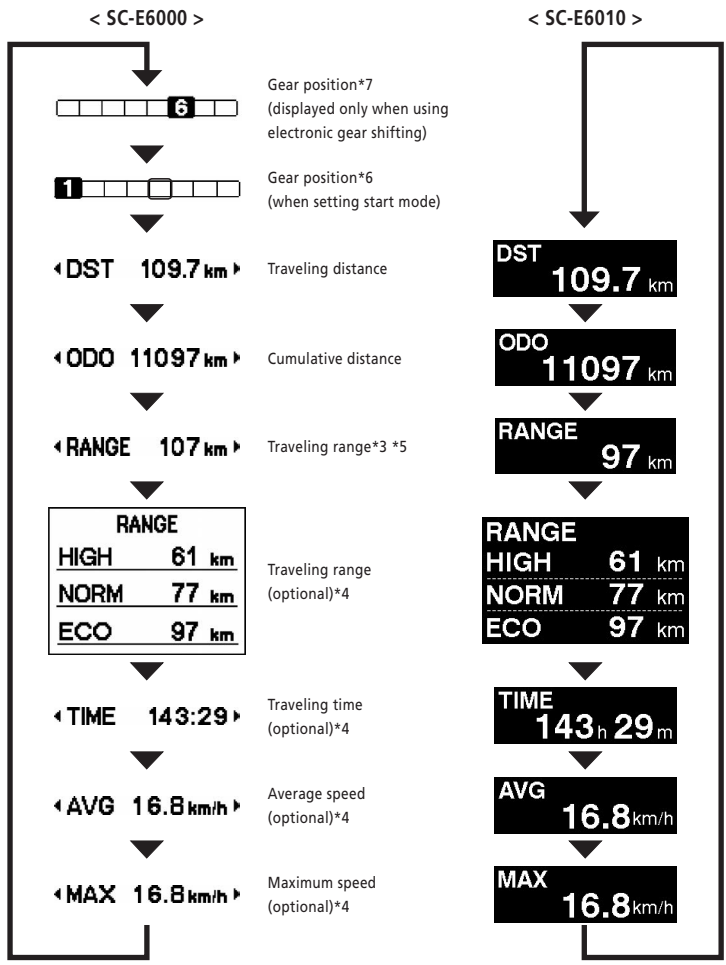 < SC-E6000 >
< SC-E6010 >
6
Gear position*7
(displayed only when using
electronic gear shifting)
1
Gear position*6
(when setting start mode)
DST 109.7 km
Traveling distance
DST
109.7 km
ODO 11097 km
Cumulative distance
ODO
11097 km
RANGE 107 km
Traveling range*3 *5
RANGE
97 km
RANGE
HIGH 61 km
NORM 77 km
ECO 97 km
Traveling range
(optional)*4
RANGE
HIGH 61 km
NORM 77 km
ECO 97 km
TIME 143:29
Traveling time
(optional)*4
TIME
143 h 29 m
AVG 16.8 km/h
Average speed
(optional)*4
AVG
16.8 km/h
MAX 16.8 km/h
Maximum speed
(optional)*4
MAX
16.8 km/h